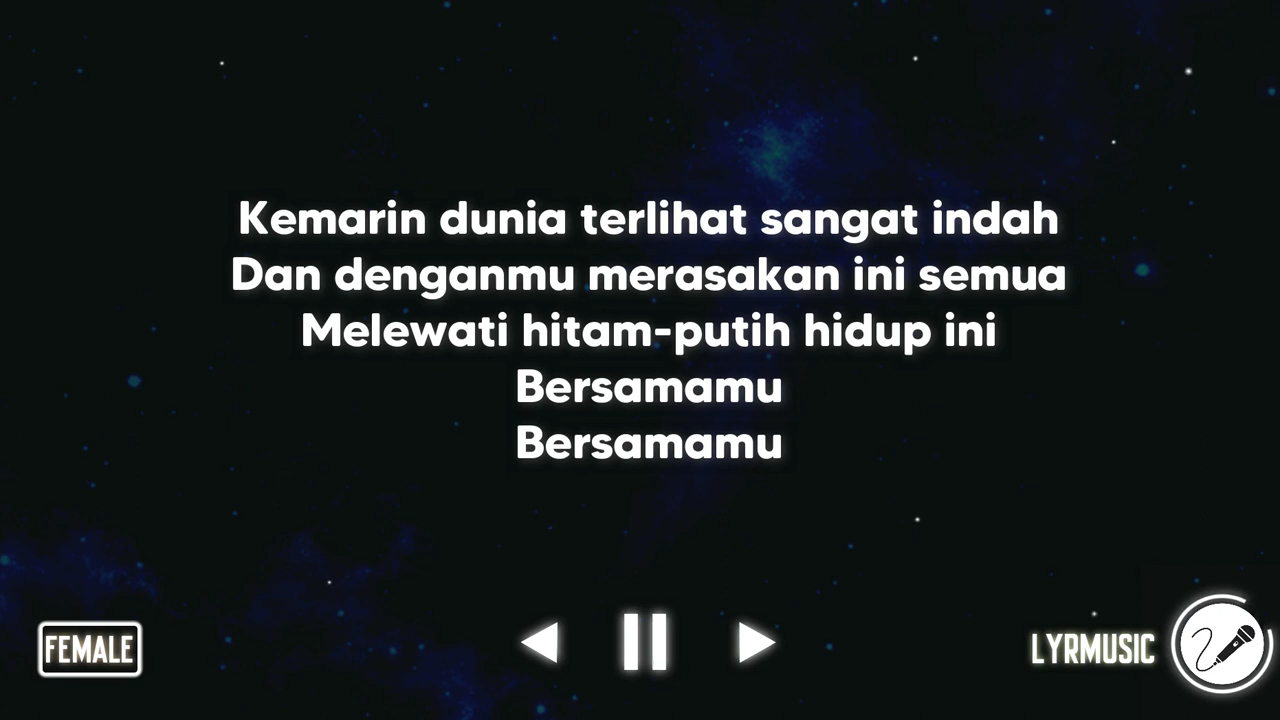 Kemarin dunia terlihat sangat indah
Dan denganmu merasakan ini semua
Melewati hitam-putih hidup ini
Bersamamu
Bersamamu
FEMALE
LYRMUSIC